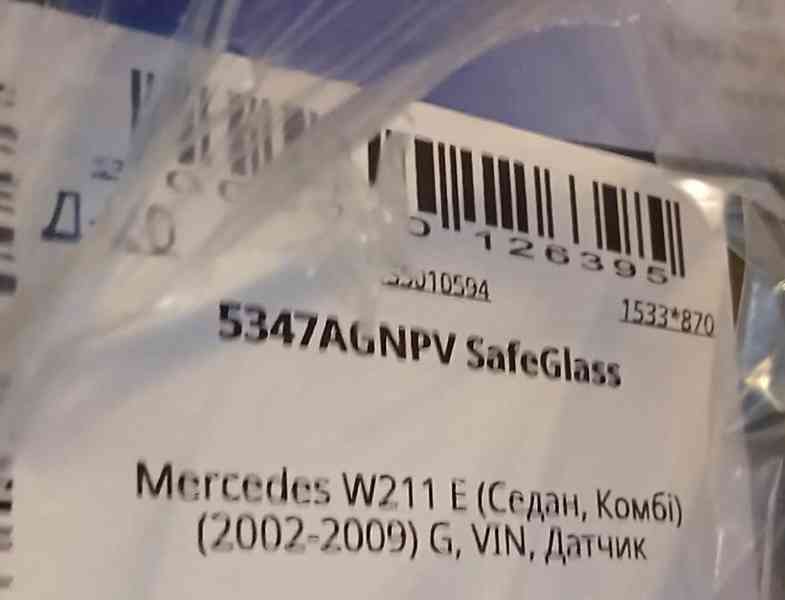 126395
1533*870
5347AGNPV SafeGlass
Mercedes W211 E (Седан, Комбі)
(2002-2009) G, VIN, Датчик